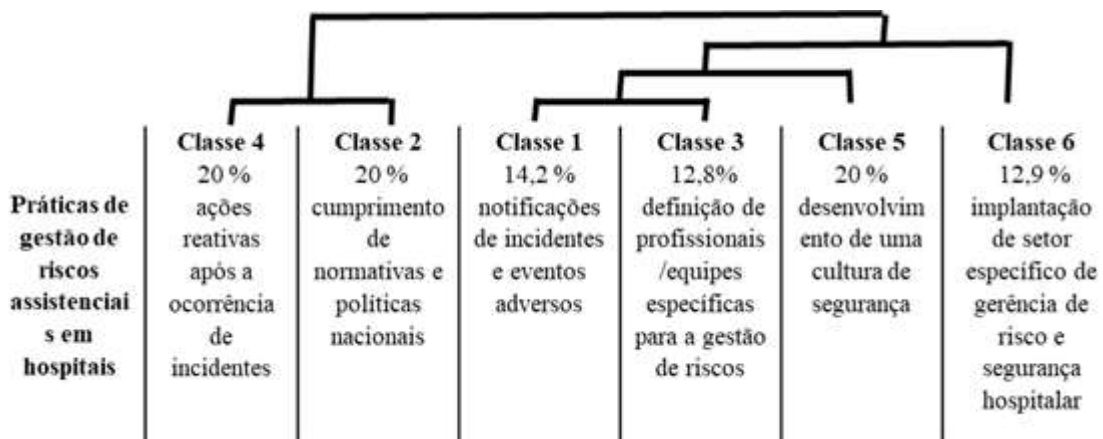 Práticas de
gestão de
riscos
assistenciai
s em
hospitais
Classe 4
20 %
ações
reativas
após a
ocorrência
de
incidentes
Classe 2
20 %
cumprimento
de
normativas e
políticas
nacionais
Classe 1
14,2 %
notificações
de incidentes
e eventos
adversos
Classe 3
12,8%
definição de
profissionais
/equipes
específicas
para a gestão
de riscos
Classe 5
20 %
desenvolvim
ento de uma
cultura de
segurança
Classe 6
12,9 %
implantação
de setor
específico de
gerência de
risco e
segurança
hospitalar